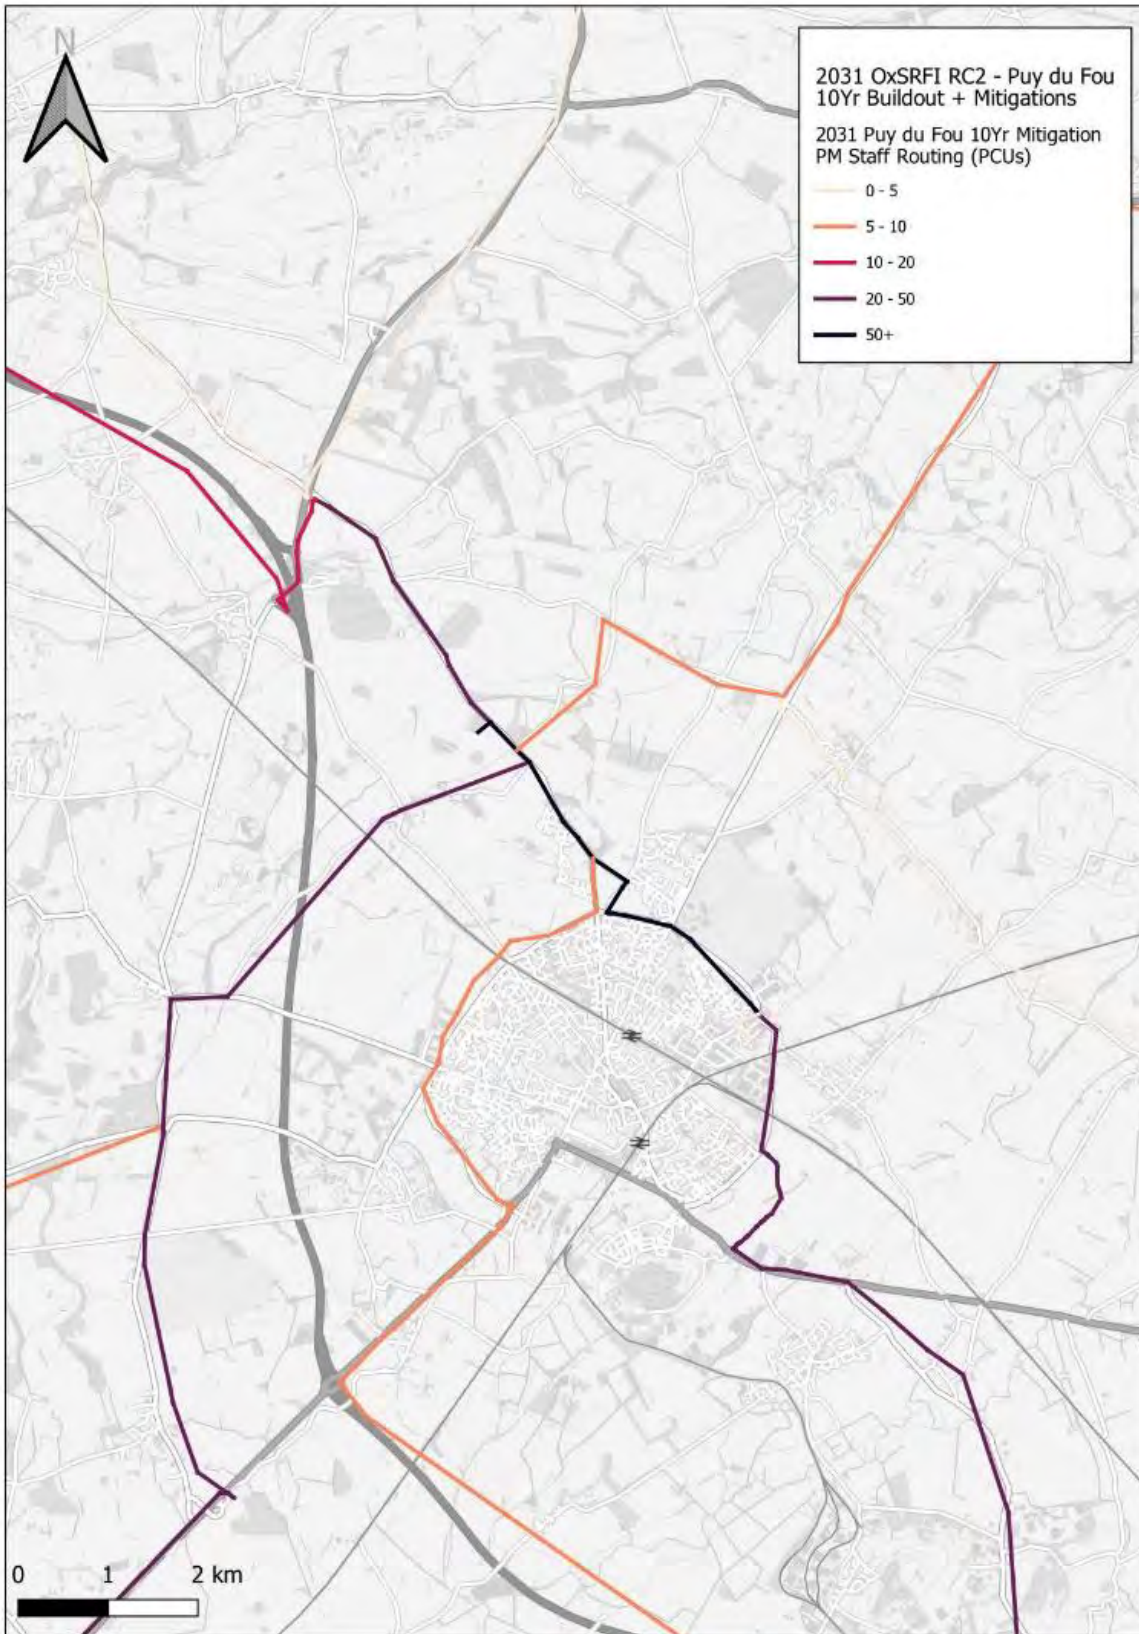 N
2031 OxSRFI RC2 - Puy du Fou
10Yr Buildout + Mitigations
2031 Puy du Fou 10Yr Mitigation
PM Staff Routing (PCUs)
0 - 5
5 - 10
10 - 20
20 - 50
50+
0 1 2 km